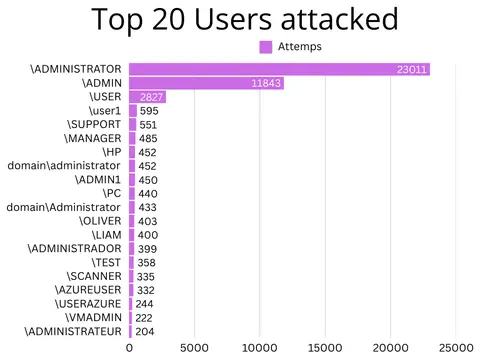 Top 20 Users attacked
Attemps
\ADMINISTRATOR 23011
\ADMIN 11843
\USER 2827
\user1 595
\SUPPORT 551
\MANAGER 485
\HP 452
domain\administrator 452
\ADMIN1 450
\PC 440
domain\Administrator 433
\OLIVER 403
\LIAM 400
\ADMINISTRADOR 399
\TEST 358
\SCANNER 335
\AZUREUSER 332
\USERAZURE 244
\VMADMIN 222
\ADMINISTRATEUR 204
0 5000 10000 15000 20000 25000